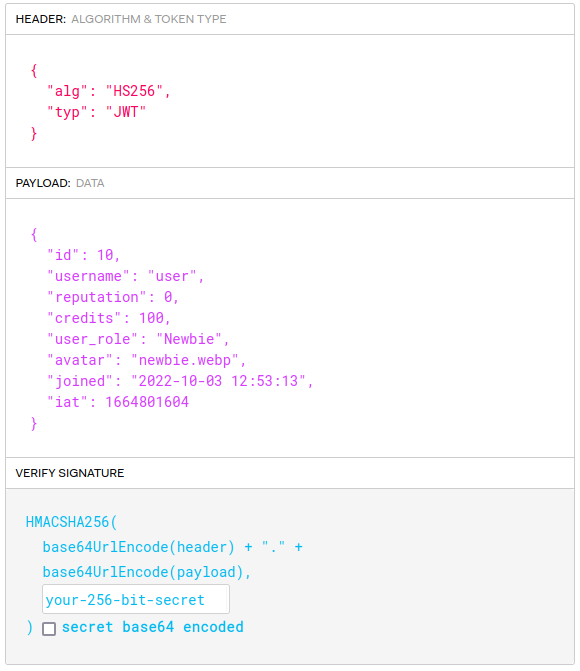 HEADER: ALGORITHM & TOKEN TYPE
{
"alg": "HS256",
"typ": "JWT"
}
PAYLOAD: DATA
{
"id": 10,
"username": "user",
"reputation": 0,
"credits": 100,
"user_role": "Newbie",
"avatar": "newbie.webp",
"joined": "2022-10-03 12:53:13",
"iat": 1664801604
}
VERIFY SIGNATURE
HMACSHA256(
base64UrlEncode(header) + "." +
base64UrlEncode(payload),
your-256-bit-secret
) secret base64 encoded